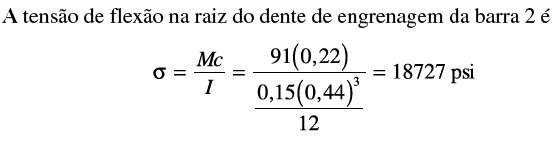 A tensão de flexão na raiz do dente de engrenagem da barra 2 é
σ = Mc / I = 91(0,22) / (0,15(0,44)³ / 12) = 18727 psi